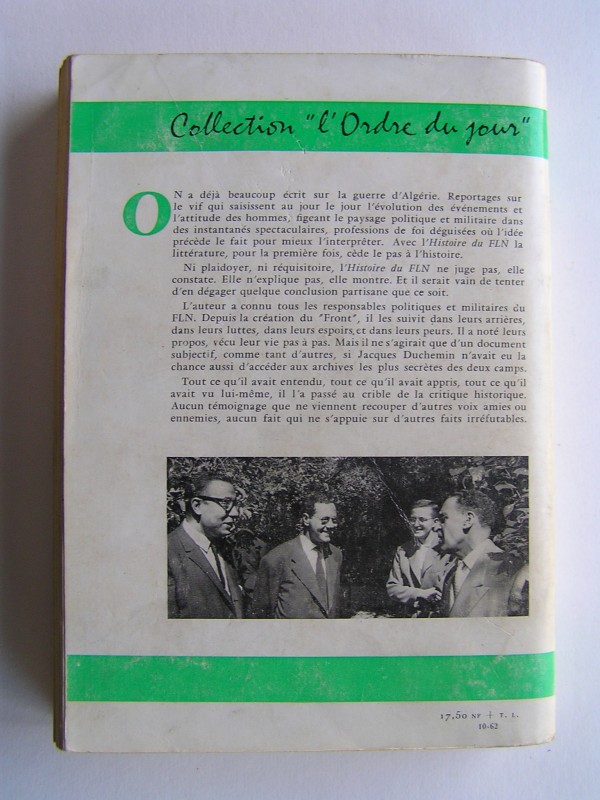 Collection "l'Ordre du jour"
ON a déjà beaucoup écrit sur la guerre d'Algérie. Reportages sur
le vif qui saisissent au jour le jour l'évolution des événements et
l'attitude des hommes, figeant le paysage politique et militaire dans
des instantanés spectaculaires, professions de foi déguisées où l'idée
précède le fait pour mieux l'interpréter. Avec l'Histoire du FLN la
littérature, pour la première fois, cède le pas à l'histoire.
Ni plaidoyer, ni réquisitoire, l'Histoire du FLN ne juge pas, elle
constate. Elle n'explique pas, elle montre. Et il serait vain de tenter
d'en dégager quelque conclusion partisane que ce soit.
L'auteur a connu tous les responsables politiques et militaires du
FLN. Depuis la création du "Front", il les suivit dans leurs arrières,
dans leurs luttes, dans leurs espoirs et dans leurs peurs. Il a noté leurs
propos, vécu leur vie pas à pas. Mais il ne s'agirait que d'un document
subjectif, comme tant d'autres, si Jacques Duchemin n'avait eu la
chance aussi d'accéder aux archives les plus secrètes des deux camps.
Tout ce qu'il avait entendu, tout ce qu'il avait appris, tout ce qu'il
avait vu lui-même, il l'a passé au crible de la critique historique.
Aucun témoignage que ne viennent recouper d'autres voix amies ou
ennemies, aucun fait qui ne s'appuie sur d'autres faits irréfutables.
17,50 NF + T. L.
10-62